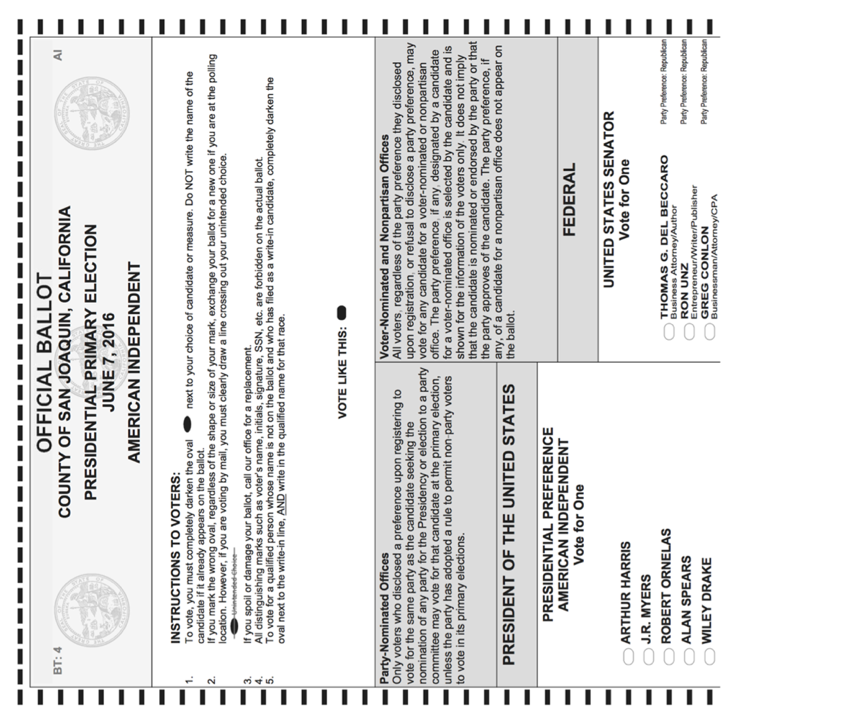 BT: 4
AI
OFFICIAL BALLOT
COUNTY OF SAN JOAQUIN, CALIFORNIA
PRESIDENTIAL PRIMARY ELECTION
JUNE 7, 2016
AMERICAN INDEPENDENT
INSTRUCTIONS TO VOTERS:
1. To vote, you must completely darken the oval next to your choice of candidate or measure. Do NOT write the name of the
candidate if it already appears on the ballot.
2. If you mark the wrong oval, regardless of the shape or size of your mark, exchange your ballot for a new one if you are at the polling
location. However, if you are voting by mail, you must clearly draw a line crossing out your unintended choice.
Unintended Choice
3. If you spoil or damage your ballot, call our office for a replacement.
4. All distinguishing marks such as voter's name, initials, signature, SSN, etc. are forbidden on the actual ballot.
5. To vote for a qualified person whose name is not on the ballot and who has filed as a write-in candidate, completely darken the
oval next to the write-in line, AND write in the qualified name for that race.
VOTE LIKE THIS:
Party-Nominated Offices
Only voters who disclosed a preference upon registering to
vote for the same party as the candidate seeking the
nomination of any party for the Presidency or election to a party
committee may vote for that candidate at the primary election,
unless the party has adopted a rule to permit non-party voters
to vote in its primary elections.
PRESIDENT OF THE UNITED STATES
PRESIDENTIAL PREFERENCE
AMERICAN INDEPENDENT
Vote for One
ARTHUR HARRIS
J.R. MYERS
ROBERT ORNELAS
ALAN SPEARS
WILEY DRAKE
Voter-Nominated and Nonpartisan Offices
All voters, regardless of the party preference they disclosed
upon registration, or refusal to disclose a party preference, may
vote for any candidate for a voter-nominated or nonpartisan
office. The party preference, if any, designated by a candidate
for a voter-nominated office is selected by the candidate and is
shown for the information of the voters only. It does not imply
that the candidate is nominated or endorsed by the party or that
the party approves of the candidate. The party preference, if
any, of a candidate for a nonpartisan office does not appear on
the ballot.
FEDERAL
UNITED STATES SENATOR
Vote for One
THOMAS G. DEL BECCARO Party Preference: Republican
Business Attorney/Author
RON UNZ Party Preference: Republican
Entrepreneur/Writer/Publisher
GREG CONLON Party Preference: Republican
Businessman/Attorney/CPA